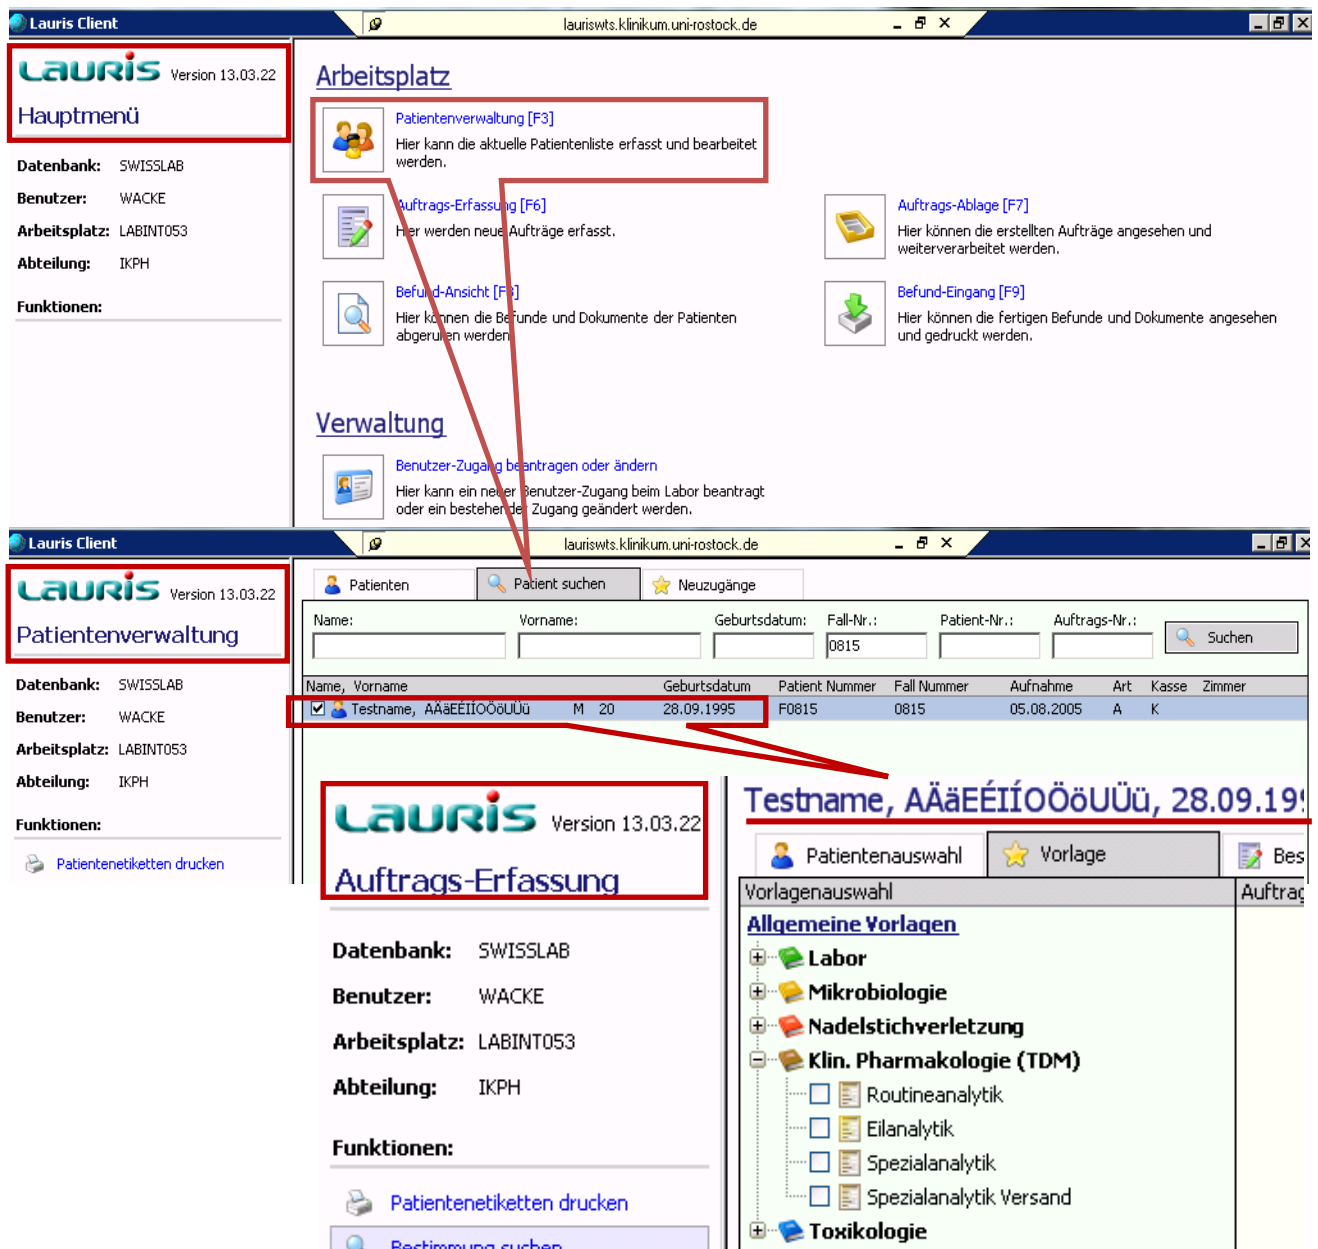 Lauris Client
lauriswts.klinikum.uni-rostock.de
Lauris Version 13.03.22
Hauptmenü
Datenbank: SWISSLAB
Benutzer: WACKE
Arbeitsplatz: LABINT053
Abteilung: IKPH
Funktionen:
Arbeitsplatz
Patientenverwaltung [F3]
Hier kann die aktuelle Patientenliste erfasst und bearbeitet
werden.
Auftrags-Erfassung [F6]
Hier werden neue Aufträge erfasst.
Auftrags-Ablage [F7]
Hier können die erstellten Aufträge angesehen und
weiterverarbeitet werden.
Befund-Ansicht [F8]
Hier können die Befunde und Dokumente der Patienten
abgerufen werden.
Befund-Eingang [F9]
Hier können die fertigen Befunde und Dokumente angesehen
und gedruckt werden.
Verwaltung
Benutzer-Zugang beantragen oder ändern
Hier kann ein neuer Benutzer-Zugang beim Labor beantragt
oder ein bestehender Zugang geändert werden.
Lauris Client
lauriswts.klinikum.uni-rostock.de
Lauris Version 13.03.22
Patientenverwaltung
Datenbank: SWISSLAB
Benutzer: WACKE
Arbeitsplatz: LABINT053
Abteilung: IKPH
Funktionen:
Patientenetiketten drucken
Patienten Patient suchen Neuzugänge
Name: Vorname: Geburtsdatum: Fall-Nr.: Patient-Nr.: Auftrags-Nr.:
0815 Suchen
Name, Vorname Geburtsdatum Patient Nummer Fall Nummer Aufnahme Art Kasse Zimmer
Testname, AÄäEÉIÍOÖöUÜü M 20 28.09.1995 F0815 0815 05.08.2005 A K
Lauris Version 13.03.22
Auftrags-Erfassung
Datenbank: SWISSLAB
Benutzer: WACKE
Arbeitsplatz: LABINT053
Abteilung: IKPH
Funktionen:
Patientenetiketten drucken
Bestimmung suchen
Testname, AÄäEÉIÍOÖöUÜü, 28.09.199
Patientenauswahl Vorlage Bes
Vorlagenauswahl Auftrag
Allgemeine Vorlagen
Labor
Mikrobiologie
Nadelstichverletzung
Klin. Pharmakologie (TDM)
Routineanalytik
Eilanalytik
Spezialanalytik
Spezialanalytik Versand
Toxikologie